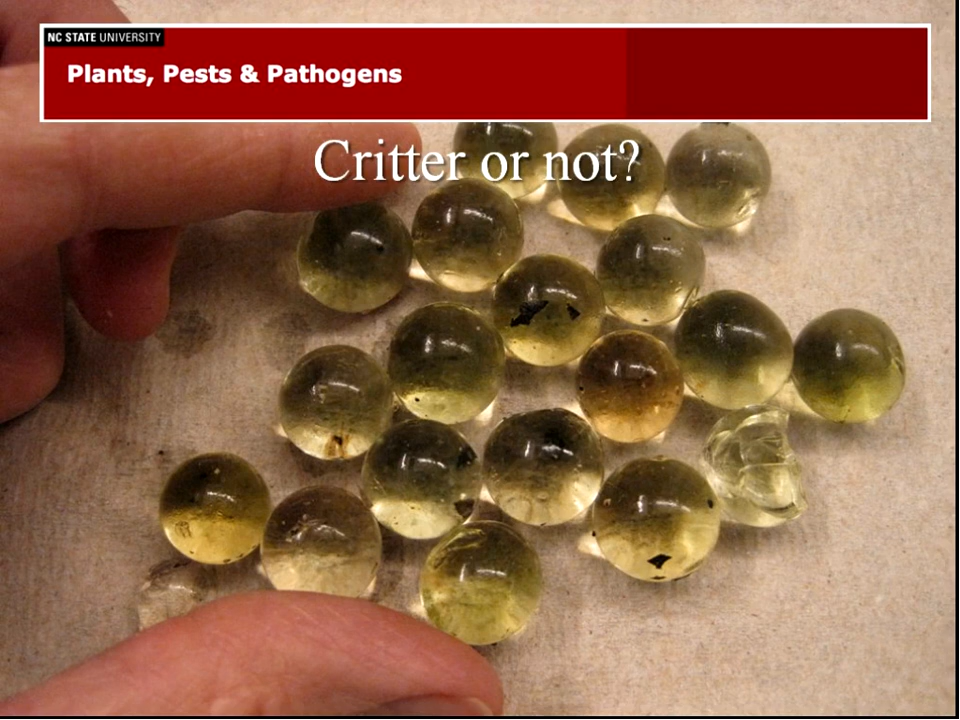 NC STATE UNIVERSITY
Plants, Pests & Pathogens
Critter or not?